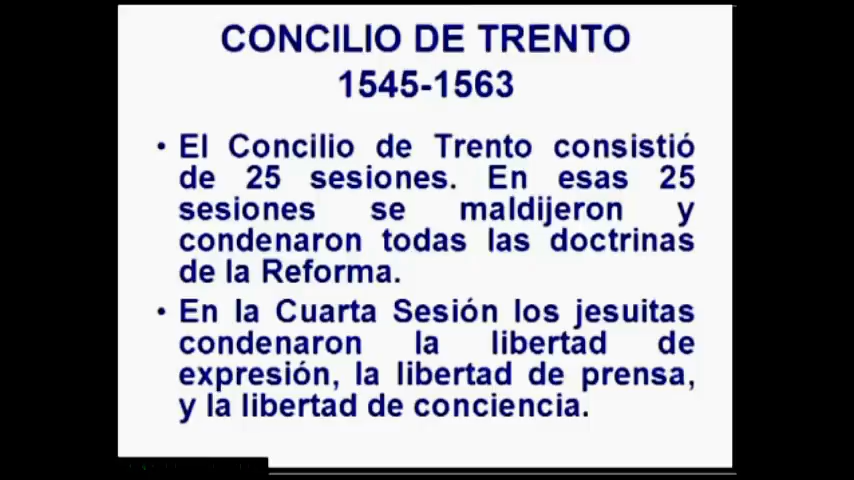 CONCILIO DE TRENTO
1545-1563
• El Concilio de Trento consistió
de 25 sesiones. En esas 25
sesiones se maldijeron y
condenaron todas las doctrinas
de la Reforma.
• En la Cuarta Sesión los jesuitas
condenaron la libertad de
expresión, la libertad de prensa,
y la libertad de conciencia.